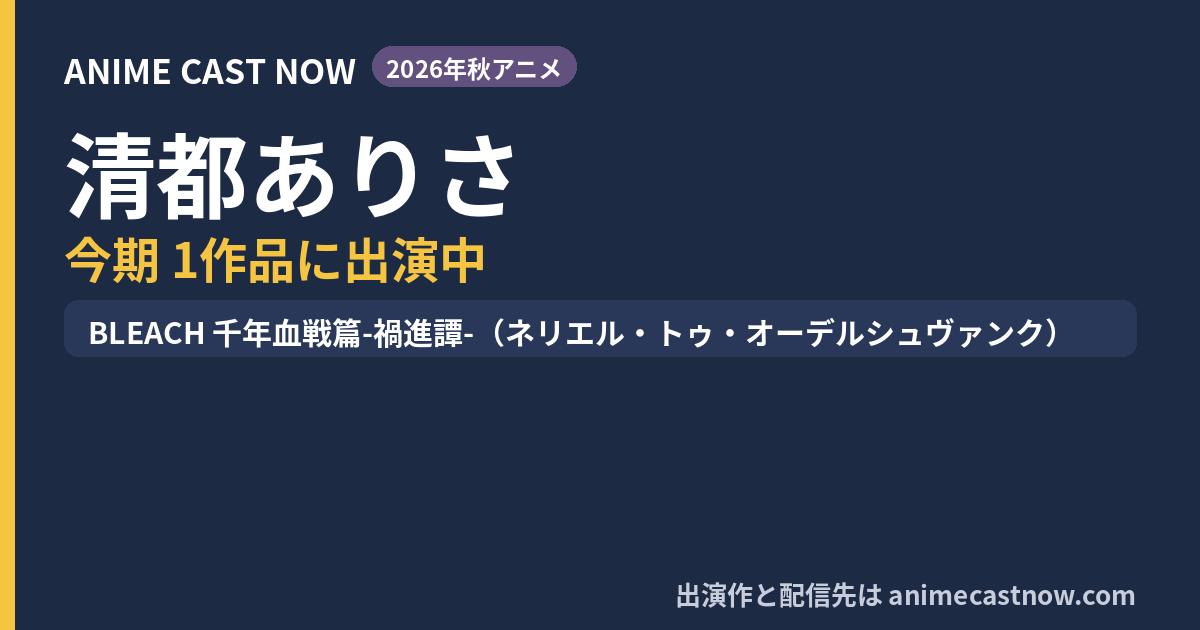 ANIME CAST NOW 2026年秋アニメ
清都ありさ
今期 1作品に出演中
BLEACH 千年血戦篇-禍進譚-（ネリエル・トゥ・オーデルシュヴァンク）
出演作と配信先は animecastnow.com